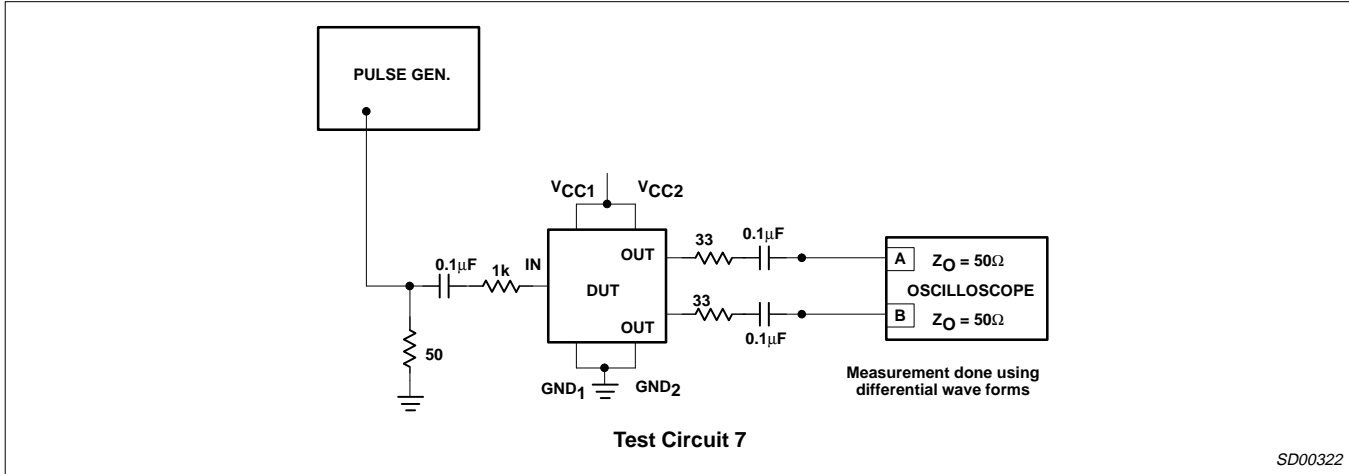 PULSE GEN.
VCC1 VCC2
0.1μF 1k IN
OUT 33 0.1μF
DUT
OUT 33 0.1μF
50
GND1 GND2
A ZO = 50Ω
OSCILLOSCOPE
B ZO = 50Ω
Measurement done using
differential wave forms
Test Circuit 7
SD00322